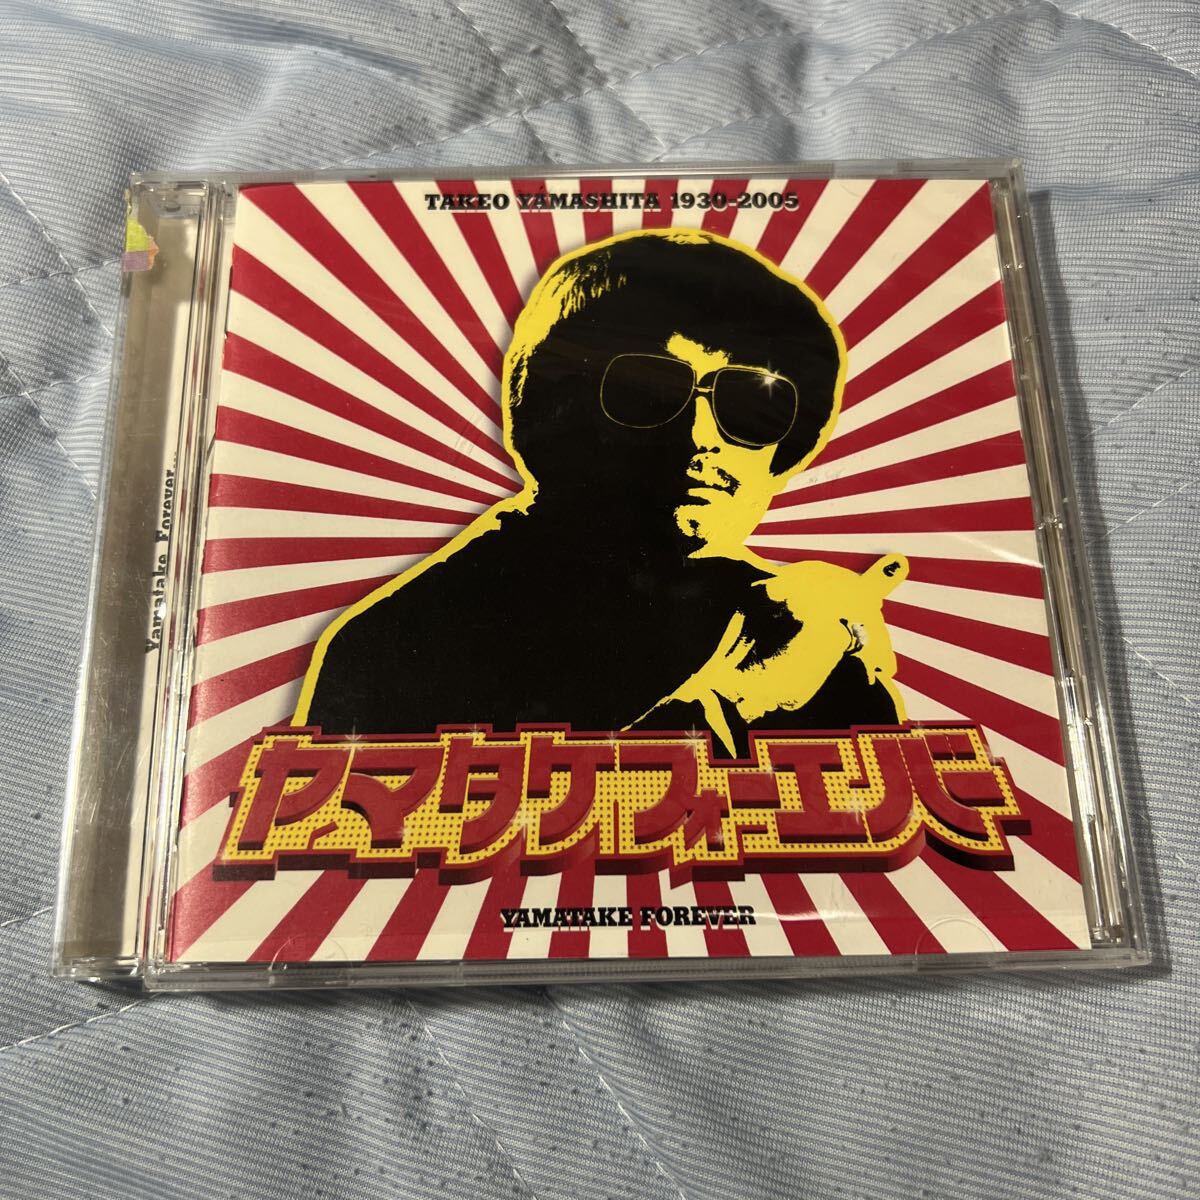 TAKEO YAMASHITA 1930-2005
Yamatake Forever...
ヤマタケフォーエバー
YAMATAKE FOREVER